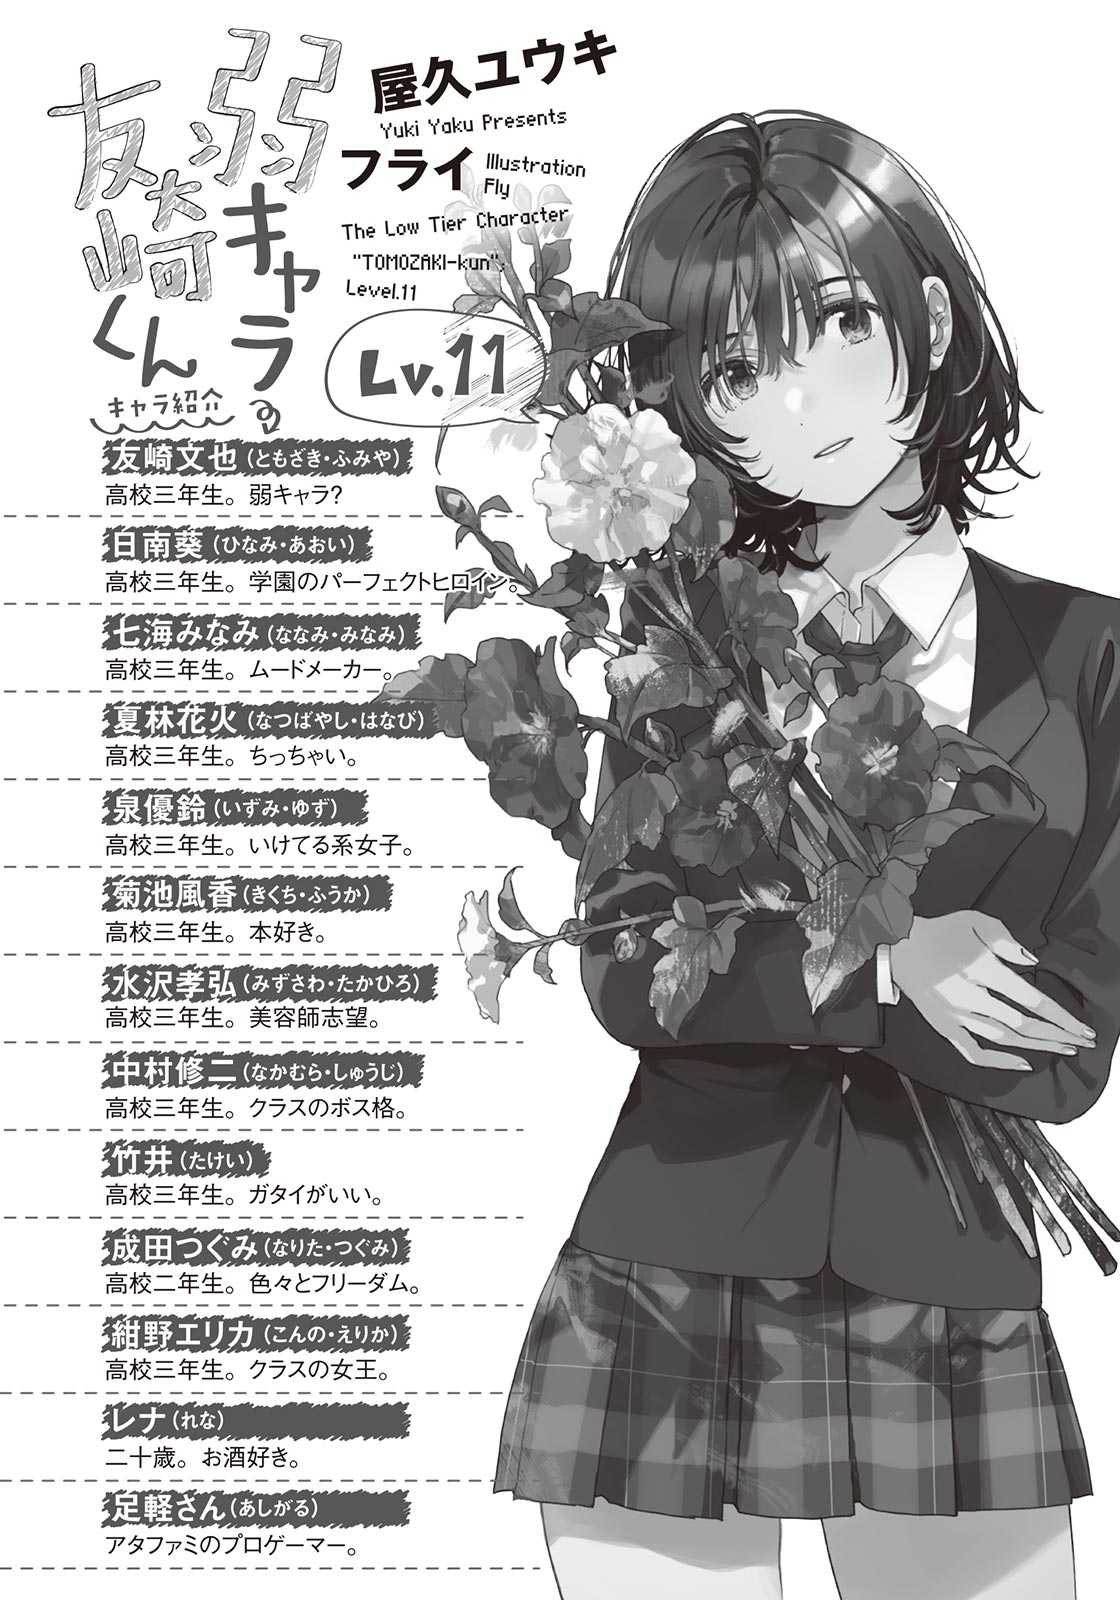 弱キャラ
友崎くん
屋久ユウキ
Yuki Yaku Presents
フライ
Illustration
Fly
The Low Tier Character
"TOMOZAKI-kun",
Level.11
Lv.11
キャラ紹介
友崎文也(ともざき・ふみや)
高校三年生。弱キャラ?
日南葵(ひなみ・あおい)
高校三年生。学園のパーフェクトヒロイン。
七海みなみ(ななみ・みなみ)
高校三年生。ムードメーカー。
夏林花火(なつばやし・はなび)
高校三年生。ちっちゃい。
泉優鈴(いずみ・ゆず)
高校三年生。いけてる系女子。
菊池風香(きくち・ふうか)
高校三年生。本好き。
水沢孝弘(みずさわ・たかひろ)
高校三年生。美容師志望。
中村修二(なかむら・しゅうじ)
高校三年生。クラスのボス格。
竹井(たけい)
高校三年生。ガタイがいい。
成田つぐみ(なりた・つぐみ)
高校二年生。色々とフリーダム。
紺野エリカ(こんの・えりか)
高校三年生。クラスの女王。
レナ(れな)
二十歳。お酒好き。
足軽さん(あしがる)
アタファミのプロゲーマー。